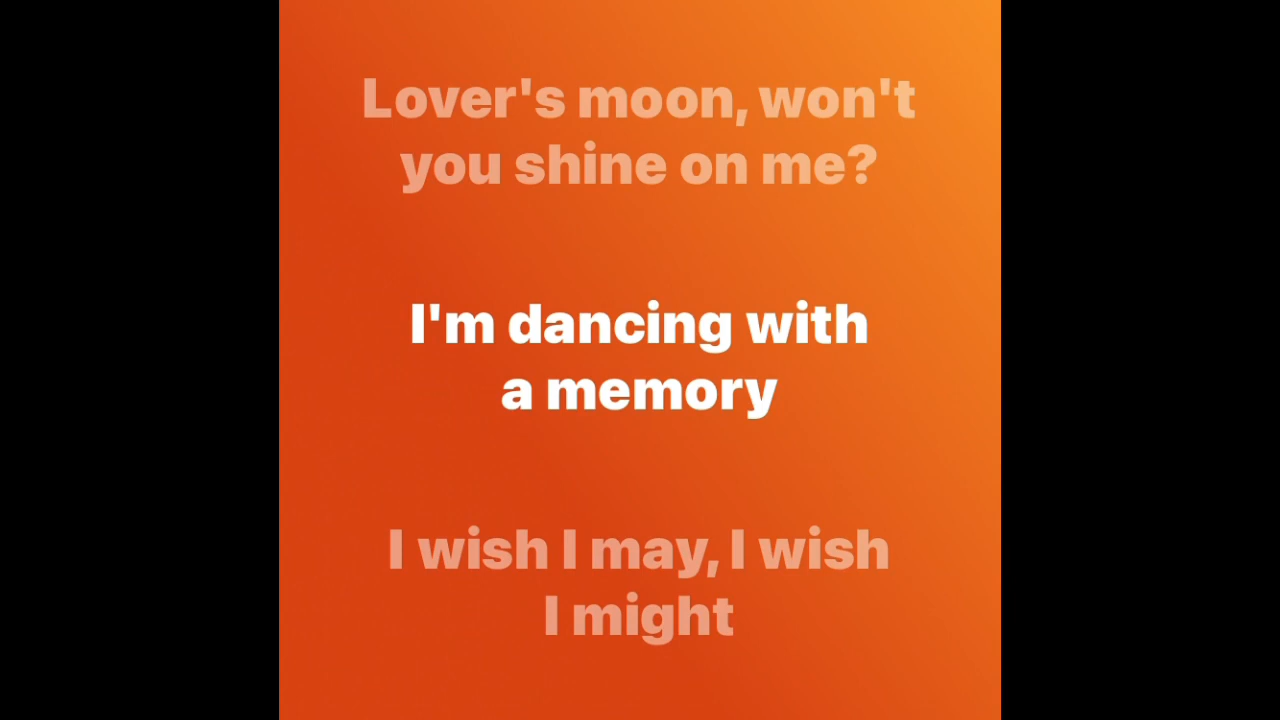 Lover's moon, won't
you shine on me?
I'm dancing with
a memory
I wish I may, I wish
I might